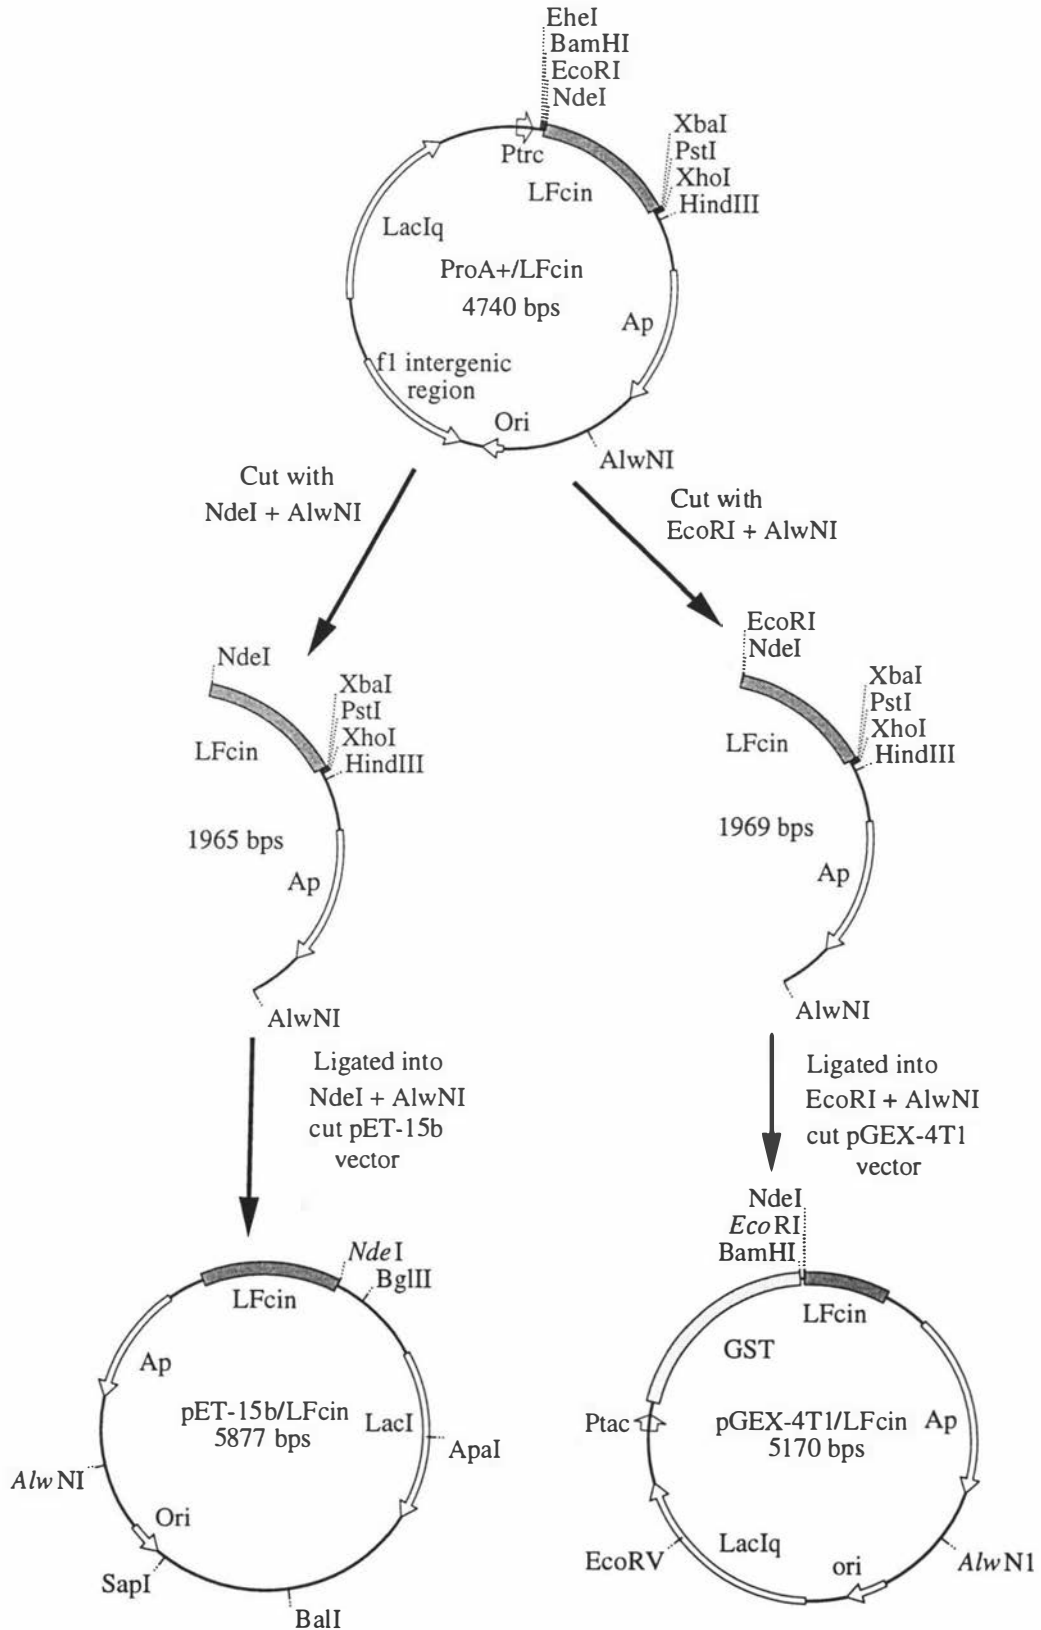 EheI
BamHI
EcoRI
NdeI
XbaI
PstI
XhoI
HindIII
Ptrc
LFcin
LacIq
ProA+/LFcin
4740 bps
Ap
f1 intergenic
region
Ori
AlwNI
Cut with
NdeI + AlwNI
Cut with
EcoRI + AlwNI
NdeI
XbaI
PstI
XhoI
HindIII
LFcin
1965 bps
Ap
AlwNI
EcoRI
NdeI
XbaI
PstI
XhoI
HindIII
LFcin
1969 bps
Ap
AlwNI
Ligated into
NdeI + AlwNI
cut pET-15b
vector
Ligated into
EcoRI + AlwNI
cut pGEX-4T1
vector
NdeI
BglII
LFcin
Ap
pET-15b/LFcin
5877 bps
LacI
ApaI
AlwNI
Ori
SapI
BalI
NdeI
EcoRI
BamHI
LFcin
GST
Ptac
pGEX-4T1/LFcin
5170 bps
Ap
EcoRV
LacIq
ori
AlwN1